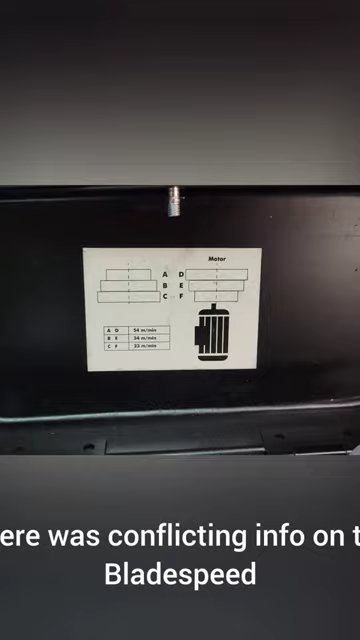 Motor
A D
B E
C F
A D 54 m/min
B E 34 m/min
C F 23 m/min
ere was conflicting info on t
Bladespeed